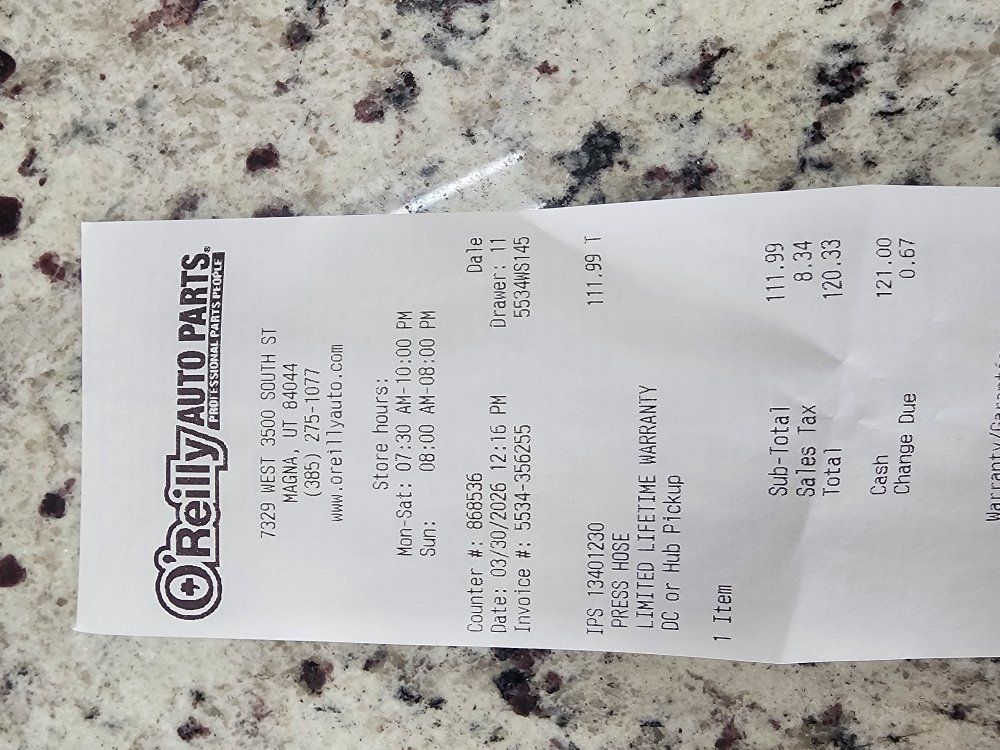 O'Reilly AUTO PARTS®
PROFESSIONAL PARTS PEOPLE
7329 WEST 3500 SOUTH ST
MAGNA, UT 84044
(385) 275-1077
www.oreillyauto.com
Store hours:
Mon-Sat: 07:30 AM-10:00 PM
Sun: 08:00 AM-08:00 PM
Counter #: 868536 Dale
Date: 03/30/2026 12:16 PM Drawer: 11
Invoice #: 5534-356255 5534WS145
IPS 13401230 111.99 T
PRESS HOSE
LIMITED LIFETIME WARRANTY
DC or Hub Pickup
1 Item
Sub-Total 111.99
Sales Tax 8.34
Total 120.33
Cash 121.00
Change Due 0.67